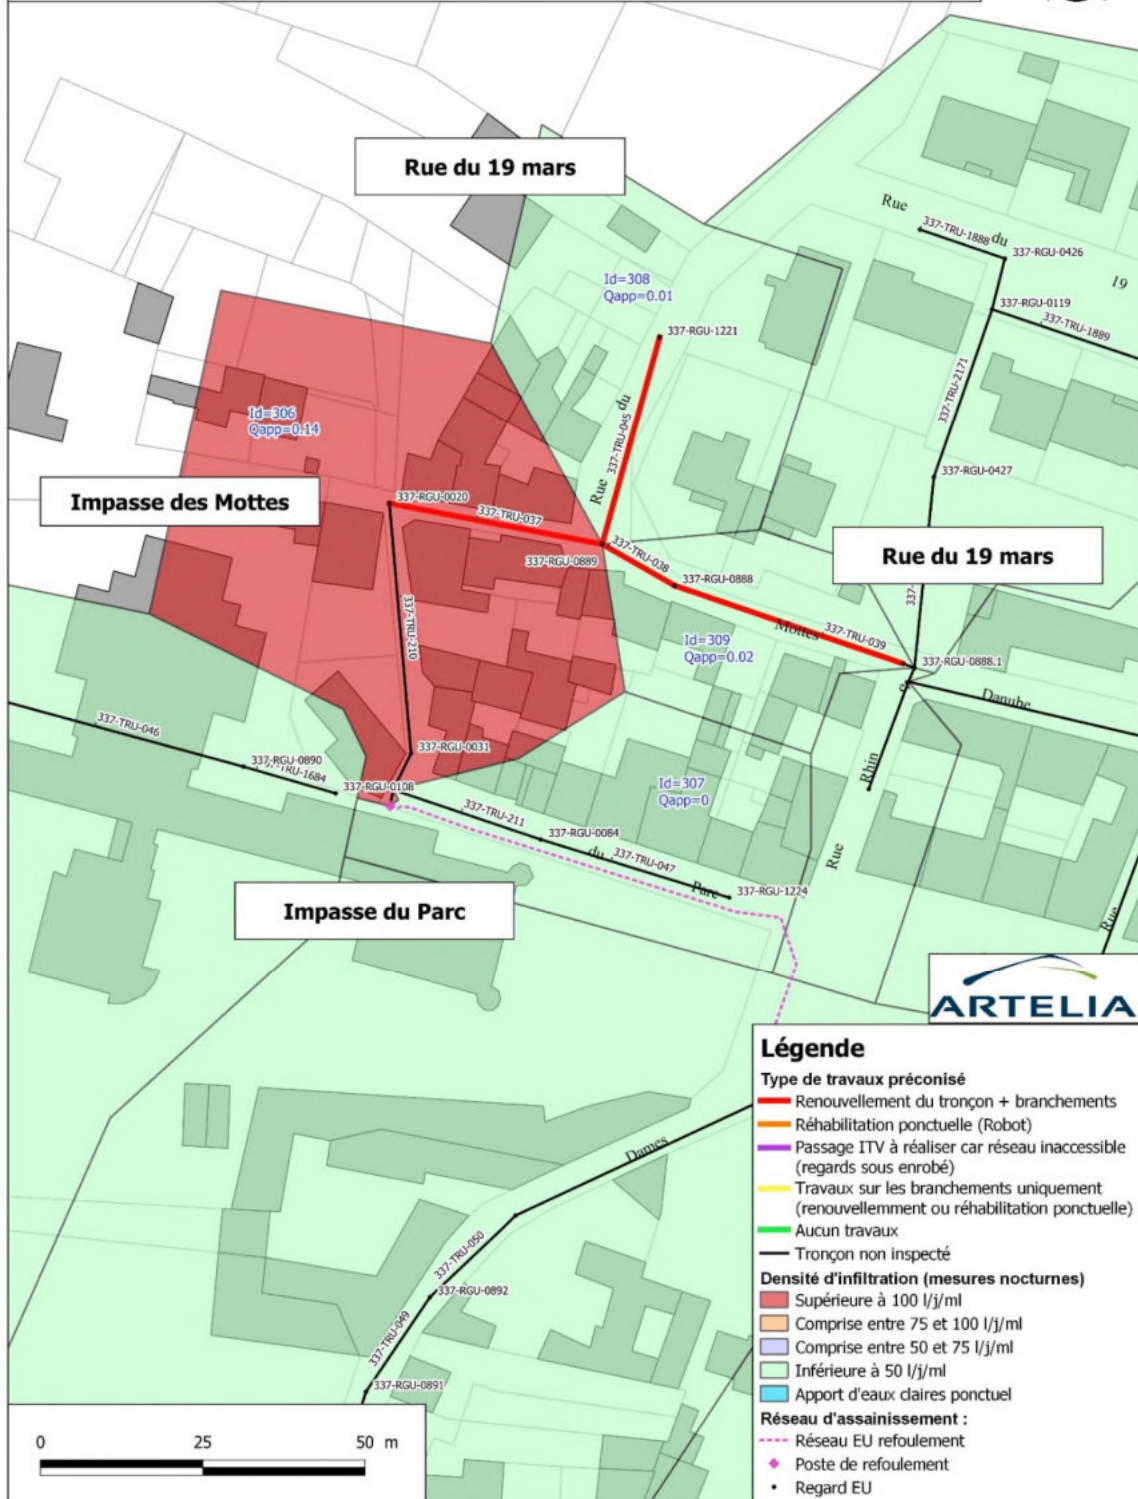 Rue du 19 mars
Rue
337-TRU-1888
du
337-RGU-0426
19
337-RGU-0119
337-TRU-1889
Id=308
Qapp=0.01
337-RGU-1221
337-TRU-2171
Id=306
Qapp=0.14
du
337-TRU-045
Rue
337-RGU-0427
Impasse des Mottes
337-RGU-0020
337-TRU-037
337-TRU-038
337-RGU-0889
337-RGU-0888
Rue du 19 mars
337-
337-TRU-210
Mottes
337-TRU-039
Id=309
Qapp=0.02
337-RGU-0888.1
Danube
337-TRU-046
337-RGU-0031
337-RGU-0890
337-TRU-1684
337-RGU-0108
Rhin
Id=307
Qapp=0
337-TRU-211
337-RGU-0084
du
337-TRU-047
Rue
Parc
337-RGU-1224
Impasse du Parc
Rue
ARTELIA
Légende
Type de travaux préconisé
Renouvellement du tronçon + branchements
Réhabilitation ponctuelle (Robot)
Passage ITV à réaliser car réseau inaccessible
(regards sous enrobé)
Travaux sur les branchements uniquement
(renouvellemment ou réhabilitation ponctuelle)
Aucun travaux
Tronçon non inspecté
Densité d'infiltration (mesures nocturnes)
Supérieure à 100 l/j/ml
Comprise entre 75 et 100 l/j/ml
Comprise entre 50 et 75 l/j/ml
Inférieure à 50 l/j/ml
Apport d'eaux claires ponctuel
Réseau d'assainissement :
Réseau EU refoulement
Poste de refoulement
Regard EU
Dames
337-TRU-050
337-RGU-0892
337-TRU-049
337-RGU-0891
0 25 50 m